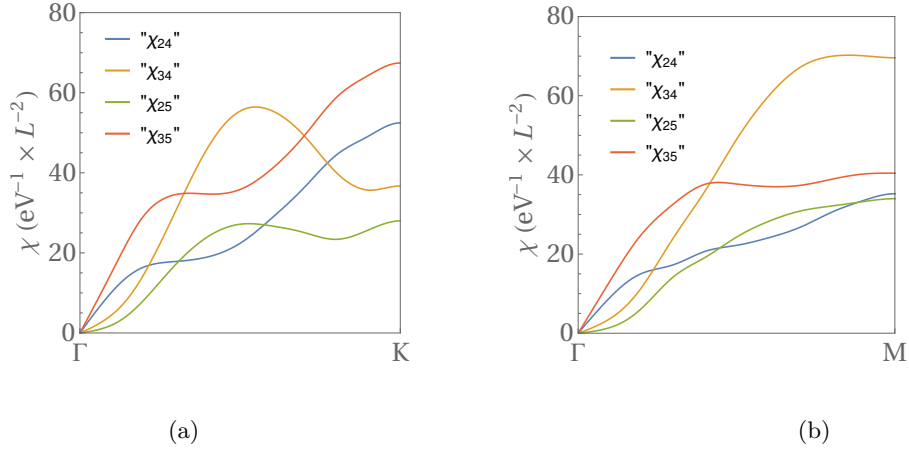 80
60
40
20
0
χ (eV⁻¹ × L⁻²)
"χ₂₄"
"χ₃₄"
"χ₂₅"
"χ₃₅"
Γ
K
(a)
80
60
40
20
0
χ (eV⁻¹ × L⁻²)
"χ₂₄"
"χ₃₄"
"χ₂₅"
"χ₃₅"
Γ
M
(b)